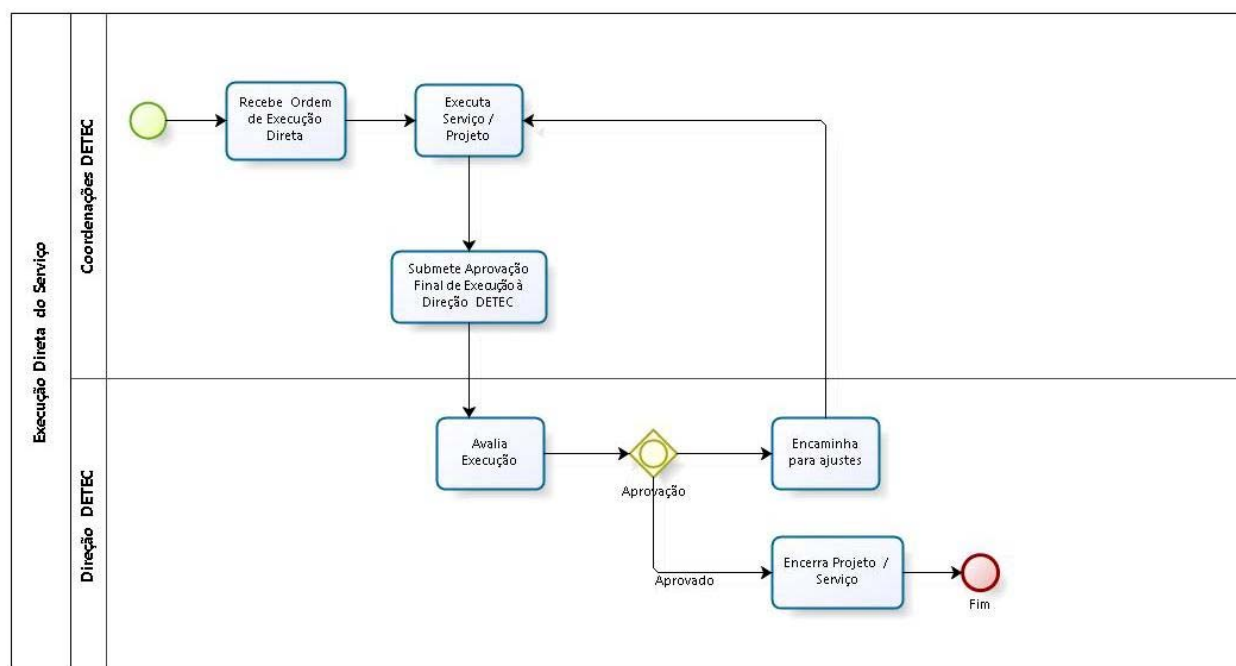 Execução Direta do Serviço
Coordenações DETEC
Recebe Ordem
de Execução
Direta
Executa
Serviço /
Projeto
Submete Aprovação
Final de Execução à
Direção DETEC
Direção DETEC
Avalia
Execução
Aprovação
Encaminha
para ajustes
Aprovado
Encerra Projeto /
Serviço
Fim